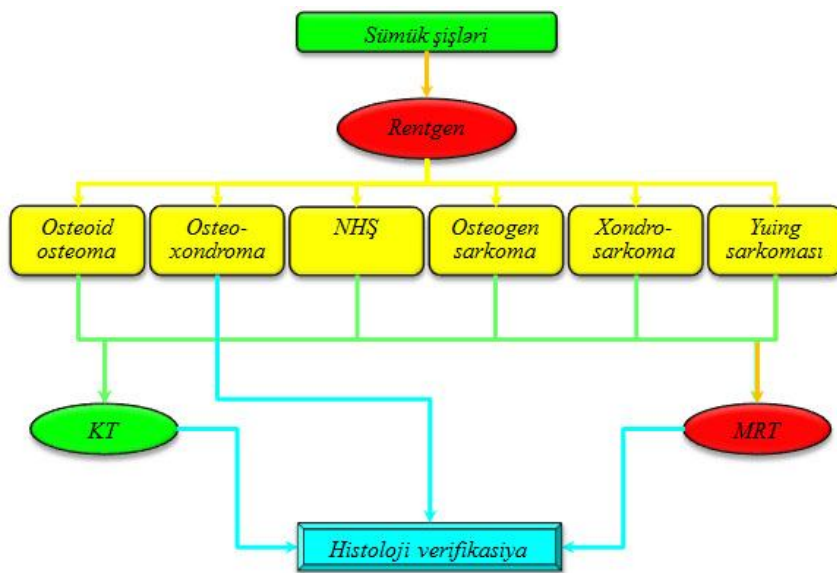 Sümük şişləri
Rentgen
Osteoid
osteoma
Osteo-
xondroma
NHŞ
Osteogen
sarkoma
Xondro-
sarkoma
Yuing
sarkoması
KT
MRT
Histoloji verifikasiya